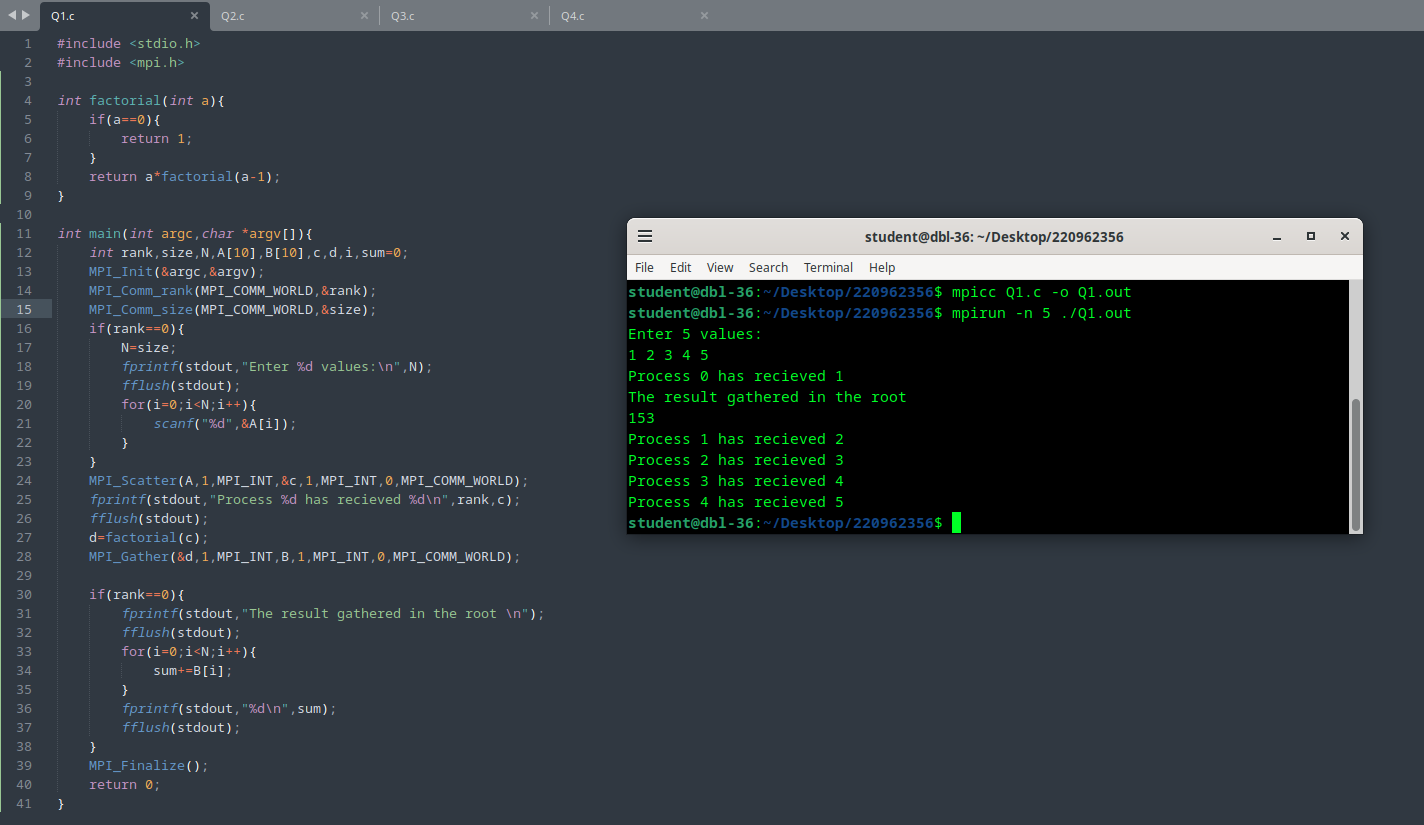 Q1.c × Q2.c × Q3.c × Q4.c ×
1 #include <stdio.h>
2 #include <mpi.h>
3
4 int factorial(int a){
5     if(a==0){
6         return 1;
7     }
8     return a*factorial(a-1);
9 }
10
11 int main(int argc,char *argv[]){
12     int rank,size,N,A[10],B[10],c,d,i,sum=0;
13     MPI_Init(&argc,&argv);
14     MPI_Comm_rank(MPI_COMM_WORLD,&rank);
15     MPI_Comm_size(MPI_COMM_WORLD,&size);
16     if(rank==0){
17         N=size;
18         fprintf(stdout,"Enter %d values:\n",N);
19         fflush(stdout);
20         for(i=0;i<N;i++){
21             scanf("%d",&A[i]);
22         }
23     }
24     MPI_Scatter(A,1,MPI_INT,&c,1,MPI_INT,0,MPI_COMM_WORLD);
25     fprintf(stdout,"Process %d has recieved %d\n",rank,c);
26     fflush(stdout);
27     d=factorial(c);
28     MPI_Gather(&d,1,MPI_INT,B,1,MPI_INT,0,MPI_COMM_WORLD);
29
30     if(rank==0){
31         fprintf(stdout,"The result gathered in the root \n");
32         fflush(stdout);
33         for(i=0;i<N;i++){
34             sum+=B[i];
35         }
36         fprintf(stdout,"%d\n",sum);
37         fflush(stdout);
38     }
39     MPI_Finalize();
40     return 0;
41 }
student@dbl-36: ~/Desktop/220962356
File Edit View Search Terminal Help
student@dbl-36:~/Desktop/220962356$ mpicc Q1.c -o Q1.out
student@dbl-36:~/Desktop/220962356$ mpirun -n 5 ./Q1.out
Enter 5 values:
1 2 3 4 5
Process 0 has recieved 1
The result gathered in the root
153
Process 1 has recieved 2
Process 2 has recieved 3
Process 3 has recieved 4
Process 4 has recieved 5
student@dbl-36:~/Desktop/220962356$